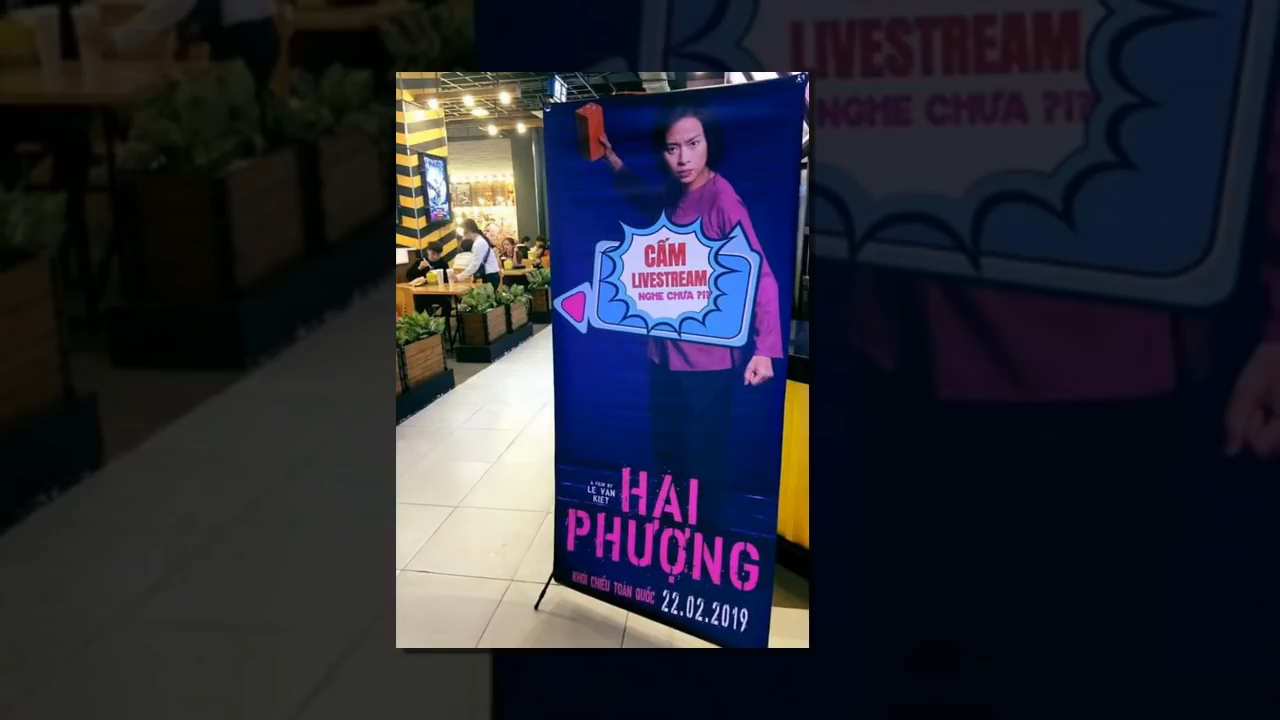 CẤM
LIVESTREAM
NGHE CHƯA ?!?
A FILM BY
LE VAN
KIET
HAI
PHƯỢNG
KHỞI CHIẾU TOÀN QUỐC 22.02.2019
LIVESTREAM
NGHE CHƯA ?!?